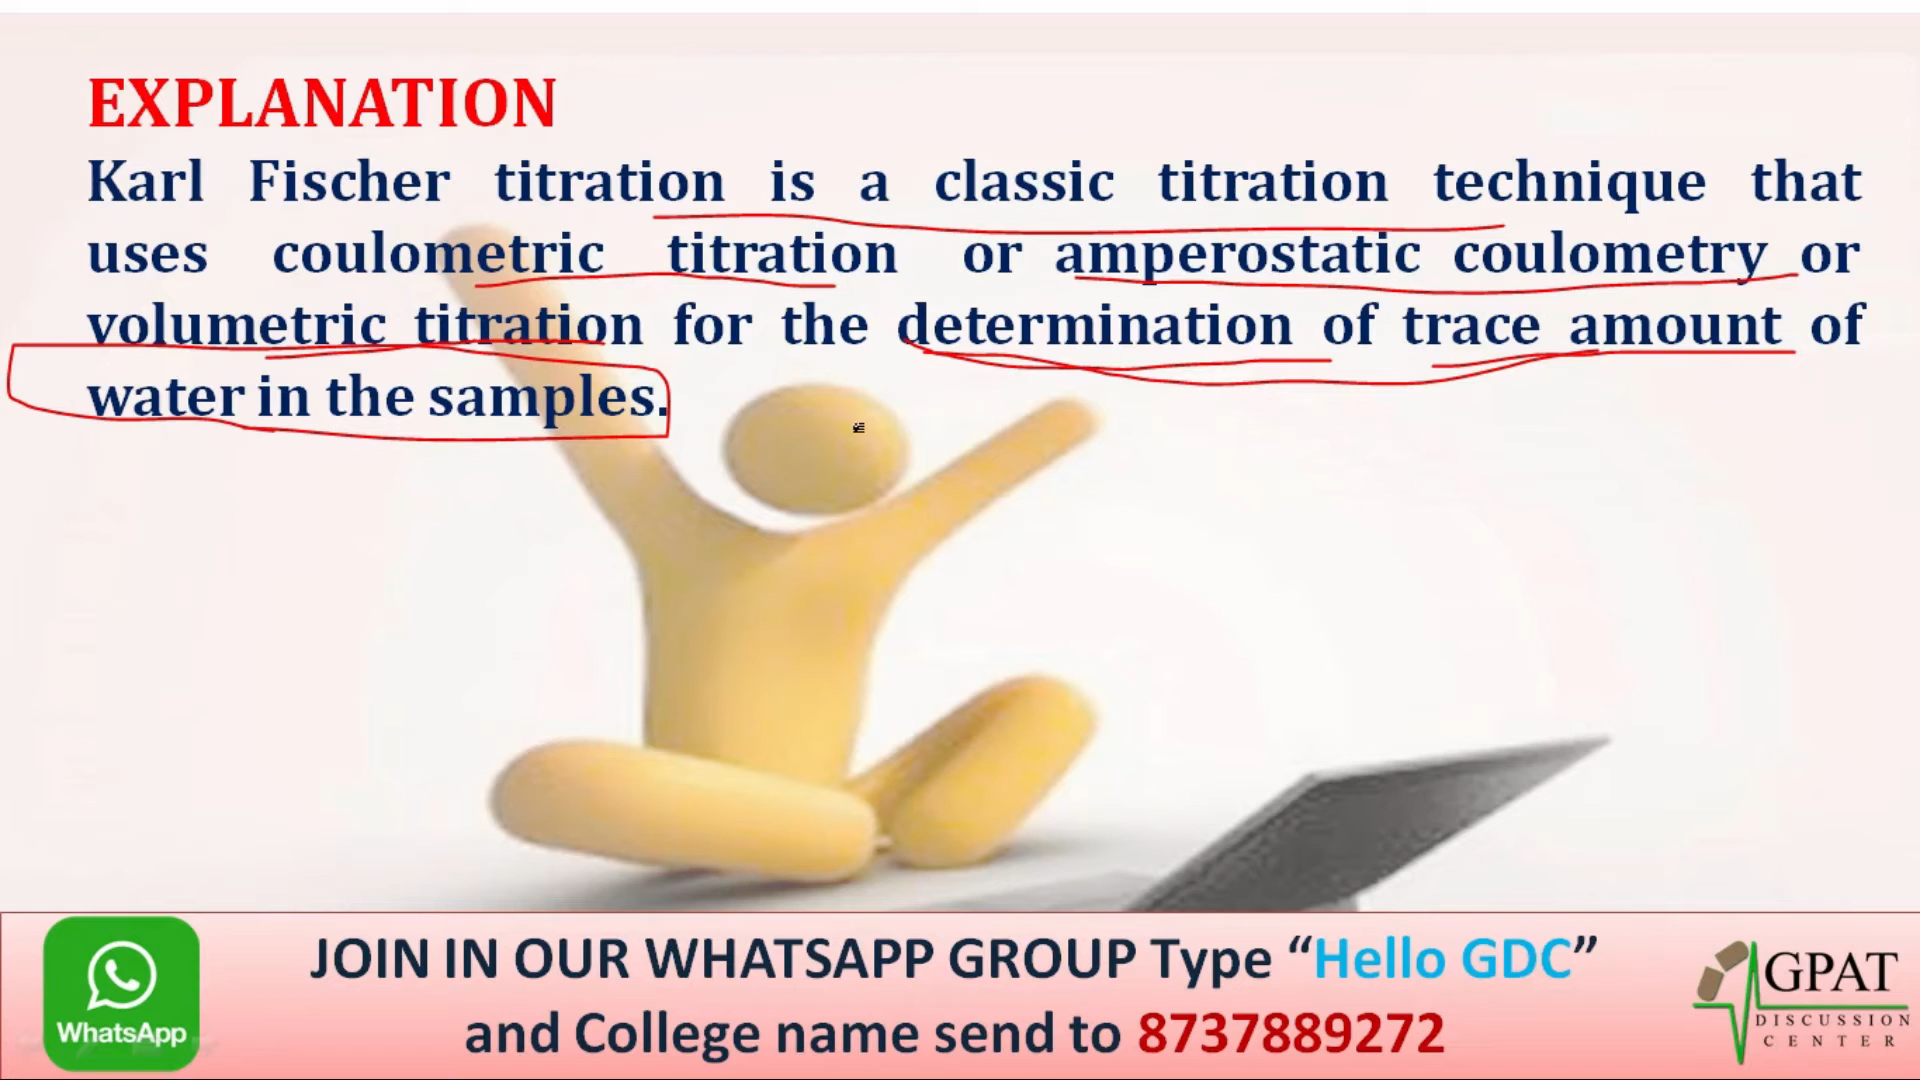 EXPLANATION
Karl Fischer titration is a classic titration technique that
uses coulometric titration or amperostatic coulometry or
volumetric titration for the determination of trace amount of
water in the samples.
JOIN IN OUR WHATSAPP GROUP Type “Hello GDC”
and College name send to 8737889272
WhatsApp
GPAT
DISCUSSION
CENTER